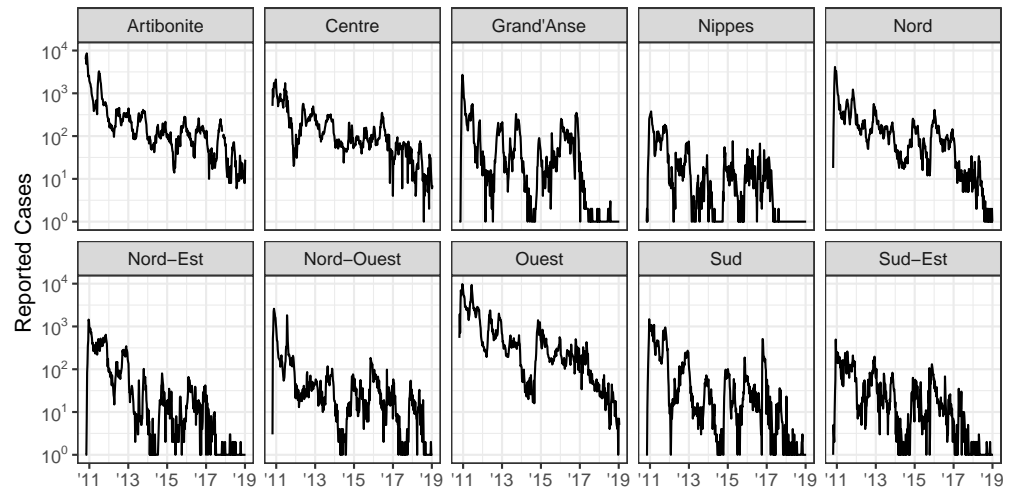 Artibonite Centre Grand'Anse Nippes Nord
10⁴
10³
10²
10¹
10⁰
Reported Cases
Nord−Est Nord−Ouest Ouest Sud Sud−Est
10⁴
10³
10²
10¹
10⁰
'11 '13 '15 '17 '19 '11 '13 '15 '17 '19 '11 '13 '15 '17 '19 '11 '13 '15 '17 '19 '11 '13 '15 '17 '19